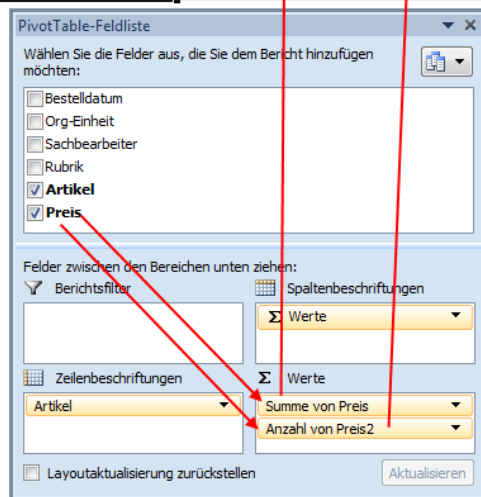 PivotTable-Feldliste
Wählen Sie die Felder aus, die Sie dem Bericht hinzufügen
möchten:
Bestelldatum
Org-Einheit
Sachbearbeiter
Rubrik
Artikel
Preis
Felder zwischen den Bereichen unten ziehen:
Berichtsfilter
Spaltenbeschriftungen
Σ Werte
Zeilenbeschriftungen
Σ Werte
Artikel
Summe von Preis
Anzahl von Preis2
Layoutaktualisierung zurückstellen
Aktualisieren